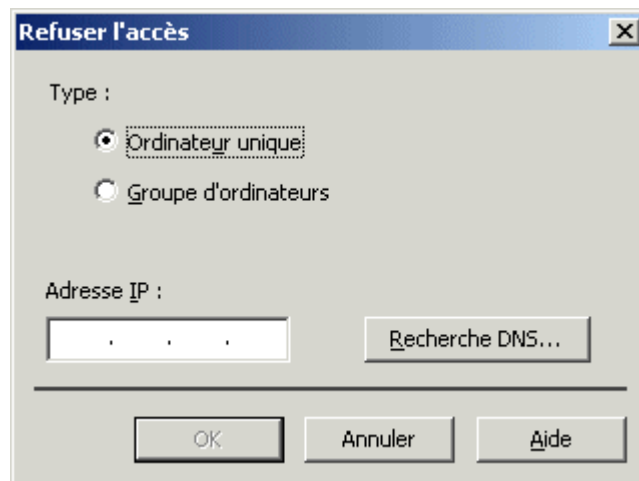 Refuser l'accès
Type :
Ordinateur unique
Groupe d'ordinateurs
Adresse IP :
. . .
Recherche DNS...
OK
Annuler
Aide